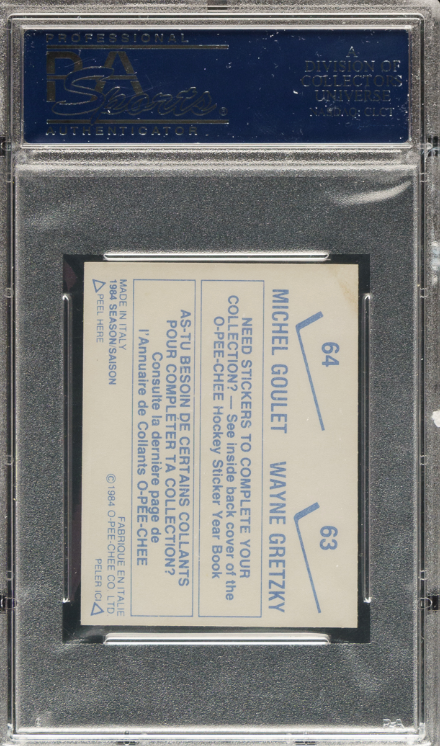 PROFESSIONAL
PSA
Sports
AUTHENTICATOR
A
DIVISION OF
COLLECTORS
UNIVERSE
64 63
MICHEL GOULET WAYNE GRETZKY
NEED STICKERS TO COMPLETE YOUR
COLLECTION? — See inside back cover of the
O-PEE-CHEE Hockey Sticker Year Book
AS-TU BESOIN DE CERTAINS COLLANTS
POUR COMPLÉTER TA COLLECTION?
Consulte la dernière page de
l'Annuaire de Collants O-PEE-CHEE
MADE IN ITALY FABRIQUE EN ITALIE
1984 SEASON/SAISON © 1984 O-PEE-CHEE CO. LTD
PEEL HERE PELER ICI